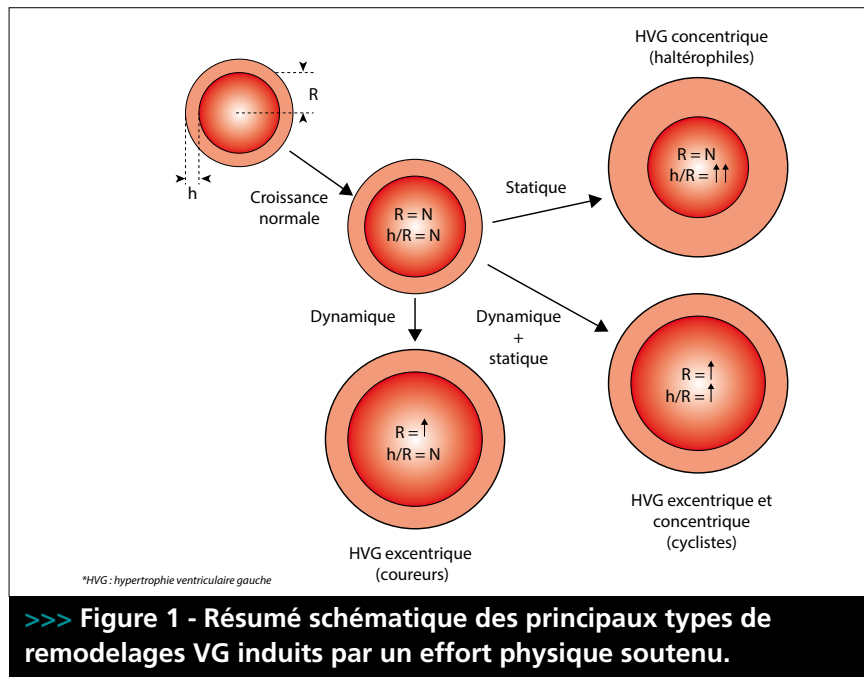 HVG concentrique
(haltérophiles)
R
h
Croissance
normale
R = N
h/R = N
Statique
R = N
h/R = ↑↑
Dynamique
Dynamique
+
statique
R = ↑
h/R = N
R = ↑
h/R = ↑
HVG excentrique
(coureurs)
HVG excentrique et
concentrique
(cyclistes)
*HVG : hypertrophie ventriculaire gauche
>>> Figure 1 - Résumé schématique des principaux types de
remodelages VG induits par un effort physique soutenu.